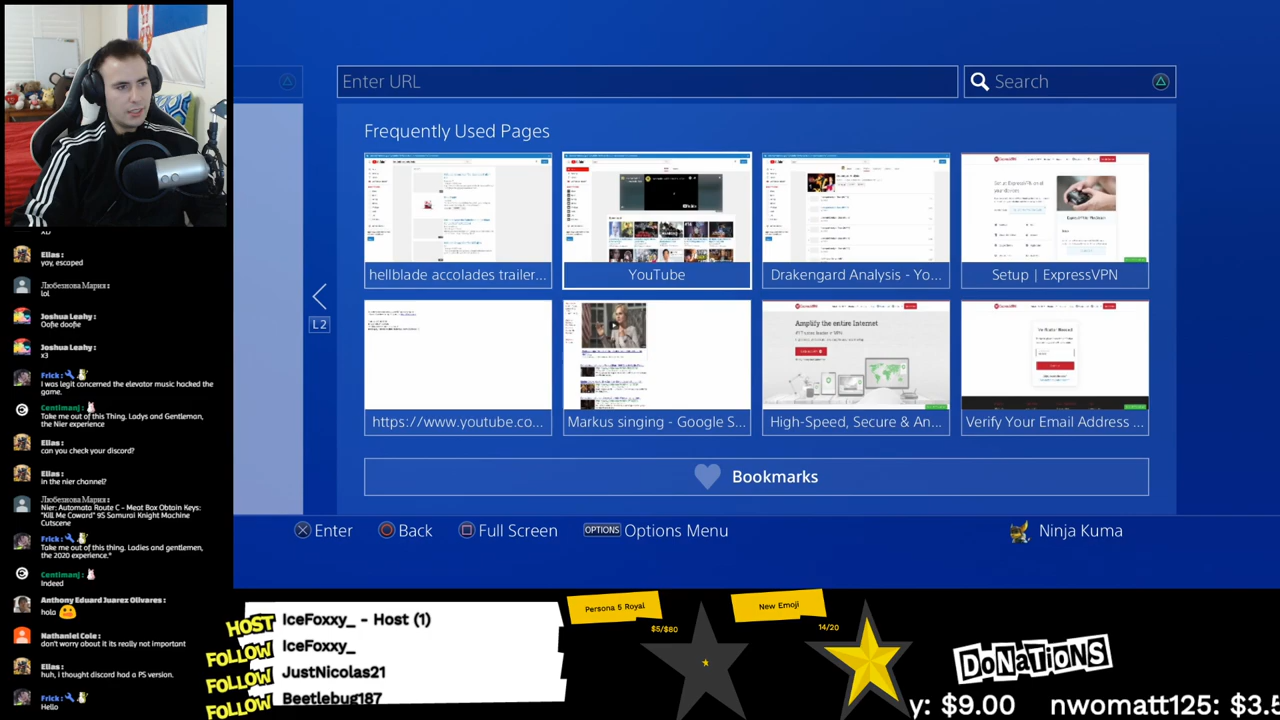 Enter URL
Search
Frequently Used Pages
hellblade accolades trailer...
YouTube
Drakengard Analysis - Yo...
Setup | ExpressVPN
L2
https://www.youtube.co...
Markus singing - Google S...
High-Speed, Secure & An...
Verify Your Email Address ...
Bookmarks
Enter
Back
Full Screen
OPTIONS Options Menu
Ninja Kuma
Elias :
yoy, escaped
Любезнова Мария :
lol
Joshua Leahy :
Oofie doofie
Joshua Leahy :
x3
Frick :
I was legit concerned the elevator music hacked the
game.
Centimanj :
Take me out of this Thing. Ladys and Gentleman,
the Nier experience
Elias :
can you check your discord?
Elias :
In the nier channel?
Любезнова Мария :
Nier: Automata Route C - Meat Box Obtain Keys:
"Kill Me Coward" 9S Samurai Knight Machine
Cutscene
Frick :
Take me out of this thing. Ladies and gentlemen,
the 2020 experience.*
Centimanj :
Indeed
Anthony Eduard Juarez Olivares :
hola
Nathaniel Cole :
don't worry about it its really not important
Elias :
huh, i thought discord had a PS version.
Frick :
Hello
HOST IceFoxxy_ - Host (1)
FOLLOW IceFoxxy_
FOLLOW JustNicolas21
FOLLOW Beetlebug187
Persona 5 Royal
$5/$80
New Emoji
14/20
DONATIONS
y: $9.00 nwomatt125: $3.5